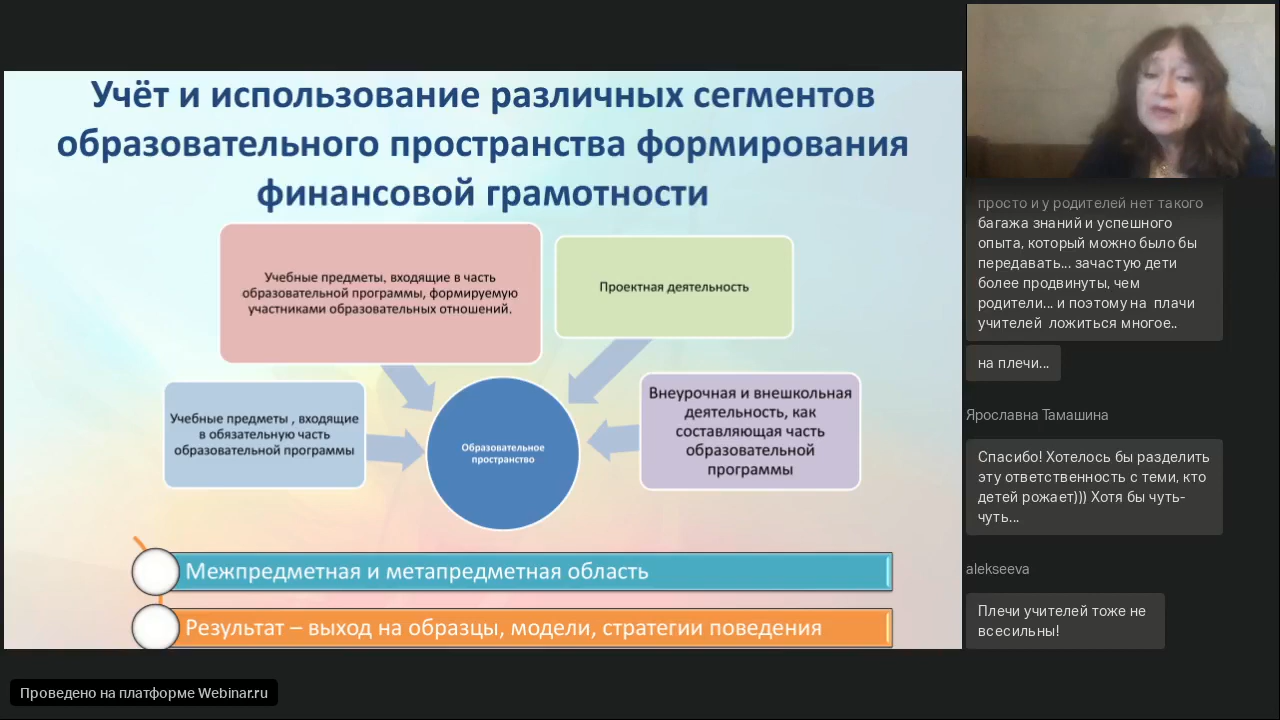 Учёт и использование различных сегментов
образовательного пространства формирования
финансовой грамотности
Учебные предметы, входящие в часть
образовательной программы, формируемую
участниками образовательных отношений.
Проектная деятельность
Учебные предметы , входящие
в обязательную часть
образовательной программы
Образовательное
пространство
Внеурочная и внешкольная
деятельность, как
составляющая часть
образовательной
программы
Межпредметная и метапредметная область
Результат – выход на образцы, модели, стратегии поведения
просто и у родителей нет такого
багажа знаний и успешного
опыта, который можно было бы
передавать... зачастую дети
более продвинуты, чем
родители... и поэтому на плачи
учителей ложиться многое..
на плечи...
Ярославна Тамашина
Спасибо! Хотелось бы разделить
эту ответственность с теми, кто
детей рожает))) Хотя бы чуть-
чуть...
alekseeva
Плечи учителей тоже не
всесильны!
Проведено на платформе Webinar.ru